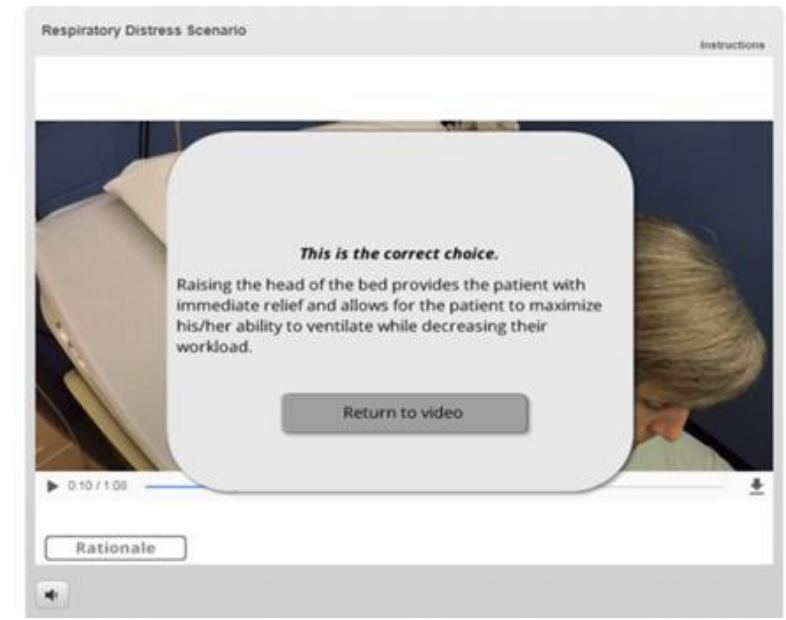 Respiratory Distress Scenario
Instructions
This is the correct choice.
Raising the head of the bed provides the patient with
immediate relief and allows for the patient to maximize
his/her ability to ventilate while decreasing their
workload.
Return to video
0:10 / 1:08
Rationale